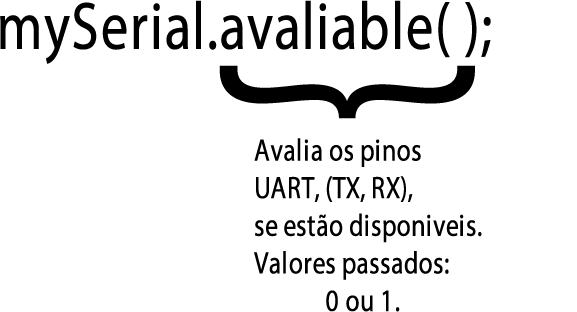 mySerial.avaliable( );
Avalia os pinos
UART, (TX, RX),
se estão disponiveis.
Valores passados:
0 ou 1.